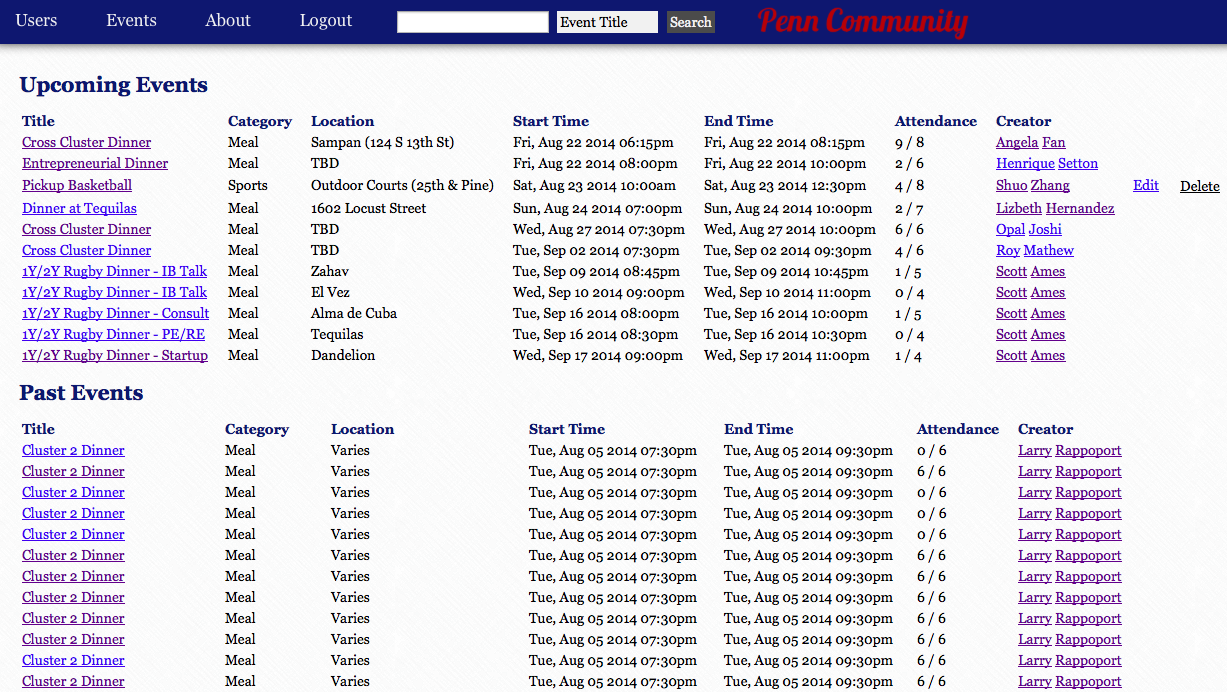 Users Events About Logout Event Title Search Penn Community
Upcoming Events
Title Category Location Start Time End Time Attendance Creator
Cross Cluster Dinner Meal Sampan (124 S 13th St) Fri, Aug 22 2014 06:15pm Fri, Aug 22 2014 08:15pm 9 / 8 Angela Fan
Entrepreneurial Dinner Meal TBD Fri, Aug 22 2014 08:00pm Fri, Aug 22 2014 10:00pm 2 / 6 Henrique Setton
Pickup Basketball Sports Outdoor Courts (25th & Pine) Sat, Aug 23 2014 10:00am Sat, Aug 23 2014 12:30pm 4 / 8 Shuo Zhang Edit Delete
Dinner at Tequilas Meal 1602 Locust Street Sun, Aug 24 2014 07:00pm Sun, Aug 24 2014 10:00pm 2 / 7 Lizbeth Hernandez
Cross Cluster Dinner Meal TBD Wed, Aug 27 2014 07:30pm Wed, Aug 27 2014 10:00pm 6 / 6 Opal Joshi
Cross Cluster Dinner Meal TBD Tue, Sep 02 2014 07:30pm Tue, Sep 02 2014 09:30pm 4 / 6 Roy Mathew
1Y/2Y Rugby Dinner - IB Talk Meal Zahav Tue, Sep 09 2014 08:45pm Tue, Sep 09 2014 10:45pm 1 / 5 Scott Ames
1Y/2Y Rugby Dinner - IB Talk Meal El Vez Wed, Sep 10 2014 09:00pm Wed, Sep 10 2014 11:00pm 0 / 4 Scott Ames
1Y/2Y Rugby Dinner - Consult Meal Alma de Cuba Tue, Sep 16 2014 08:00pm Tue, Sep 16 2014 10:00pm 1 / 5 Scott Ames
1Y/2Y Rugby Dinner - PE/RE Meal Tequilas Tue, Sep 16 2014 08:30pm Tue, Sep 16 2014 10:30pm 0 / 4 Scott Ames
1Y/2Y Rugby Dinner - Startup Meal Dandelion Wed, Sep 17 2014 09:00pm Wed, Sep 17 2014 11:00pm 1 / 4 Scott Ames
Past Events
Title Category Location Start Time End Time Attendance Creator
Cluster 2 Dinner Meal Varies Tue, Aug 05 2014 07:30pm Tue, Aug 05 2014 09:30pm 0 / 6 Larry Rappoport
Cluster 2 Dinner Meal Varies Tue, Aug 05 2014 07:30pm Tue, Aug 05 2014 09:30pm 6 / 6 Larry Rappoport
Cluster 2 Dinner Meal Varies Tue, Aug 05 2014 07:30pm Tue, Aug 05 2014 09:30pm 0 / 6 Larry Rappoport
Cluster 2 Dinner Meal Varies Tue, Aug 05 2014 07:30pm Tue, Aug 05 2014 09:30pm 0 / 6 Larry Rappoport
Cluster 2 Dinner Meal Varies Tue, Aug 05 2014 07:30pm Tue, Aug 05 2014 09:30pm 0 / 6 Larry Rappoport
Cluster 2 Dinner Meal Varies Tue, Aug 05 2014 07:30pm Tue, Aug 05 2014 09:30pm 6 / 6 Larry Rappoport
Cluster 2 Dinner Meal Varies Tue, Aug 05 2014 07:30pm Tue, Aug 05 2014 09:30pm 6 / 6 Larry Rappoport
Cluster 2 Dinner Meal Varies Tue, Aug 05 2014 07:30pm Tue, Aug 05 2014 09:30pm 6 / 6 Larry Rappoport
Cluster 2 Dinner Meal Varies Tue, Aug 05 2014 07:30pm Tue, Aug 05 2014 09:30pm 6 / 6 Larry Rappoport
Cluster 2 Dinner Meal Varies Tue, Aug 05 2014 07:30pm Tue, Aug 05 2014 09:30pm 6 / 6 Larry Rappoport
Cluster 2 Dinner Meal Varies Tue, Aug 05 2014 07:30pm Tue, Aug 05 2014 09:30pm 6 / 6 Larry Rappoport
Cluster 2 Dinner Meal Varies Tue, Aug 05 2014 07:30pm Tue, Aug 05 2014 09:30pm 6 / 6 Larry Rappoport